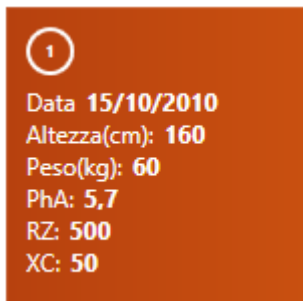 1
Data 15/10/2010
Altezza(cm): 160
Peso(kg): 60
PhA: 5,7
RZ: 500
XC: 50